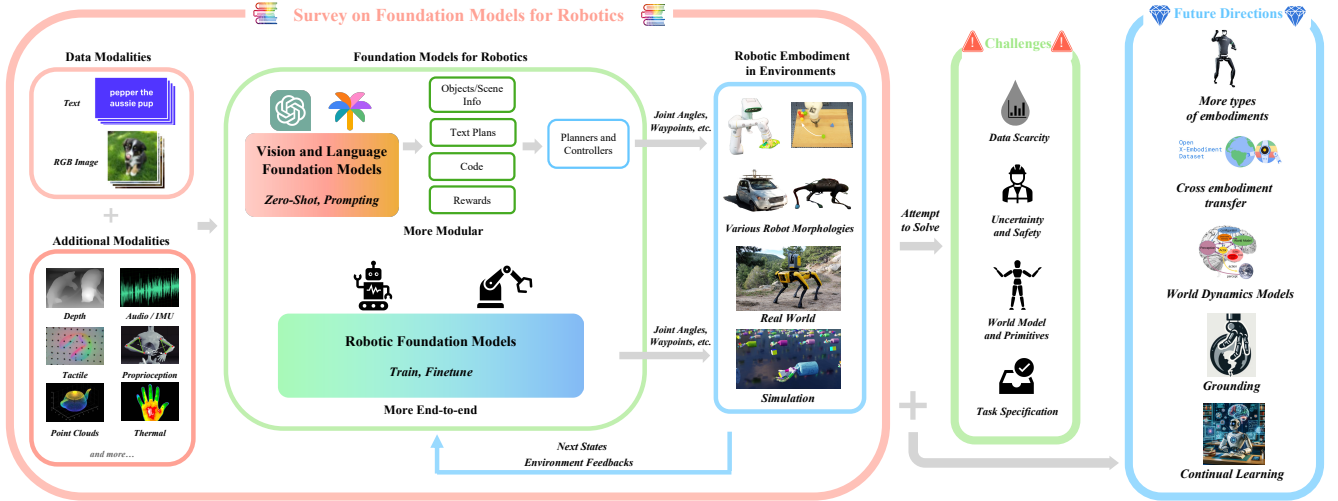 Survey on Foundation Models for Robotics
Data Modalities
Text
pepper the
aussie pup
RGB Image
Additional Modalities
Depth
Audio / IMU
Tactile
Proprioception
Point Clouds
Thermal
and more…
Foundation Models for Robotics
Vision and Language
Foundation Models
Zero-Shot, Prompting
Objects/Scene
Info
Text Plans
Code
Rewards
Planners and
Controllers
More Modular
Robotic Foundation Models
Train, Finetune
More End-to-end
Joint Angles,
Waypoints, etc.
Joint Angles,
Waypoints, etc.
Next States
Environment Feedbacks
Robotic Embodiment
in Environments
Various Robot Morphologies
Real World
Simulation
Attempt
to Solve
Challenges
Data Scarcity
Uncertainty
and Safety
World Model
and Primitives
Task Specification
Future Directions
More types
of embodiments
Open
X-Embodiment
Dataset
Cross embodiment
transfer
World Dynamics Models
Grounding
Continual Learning